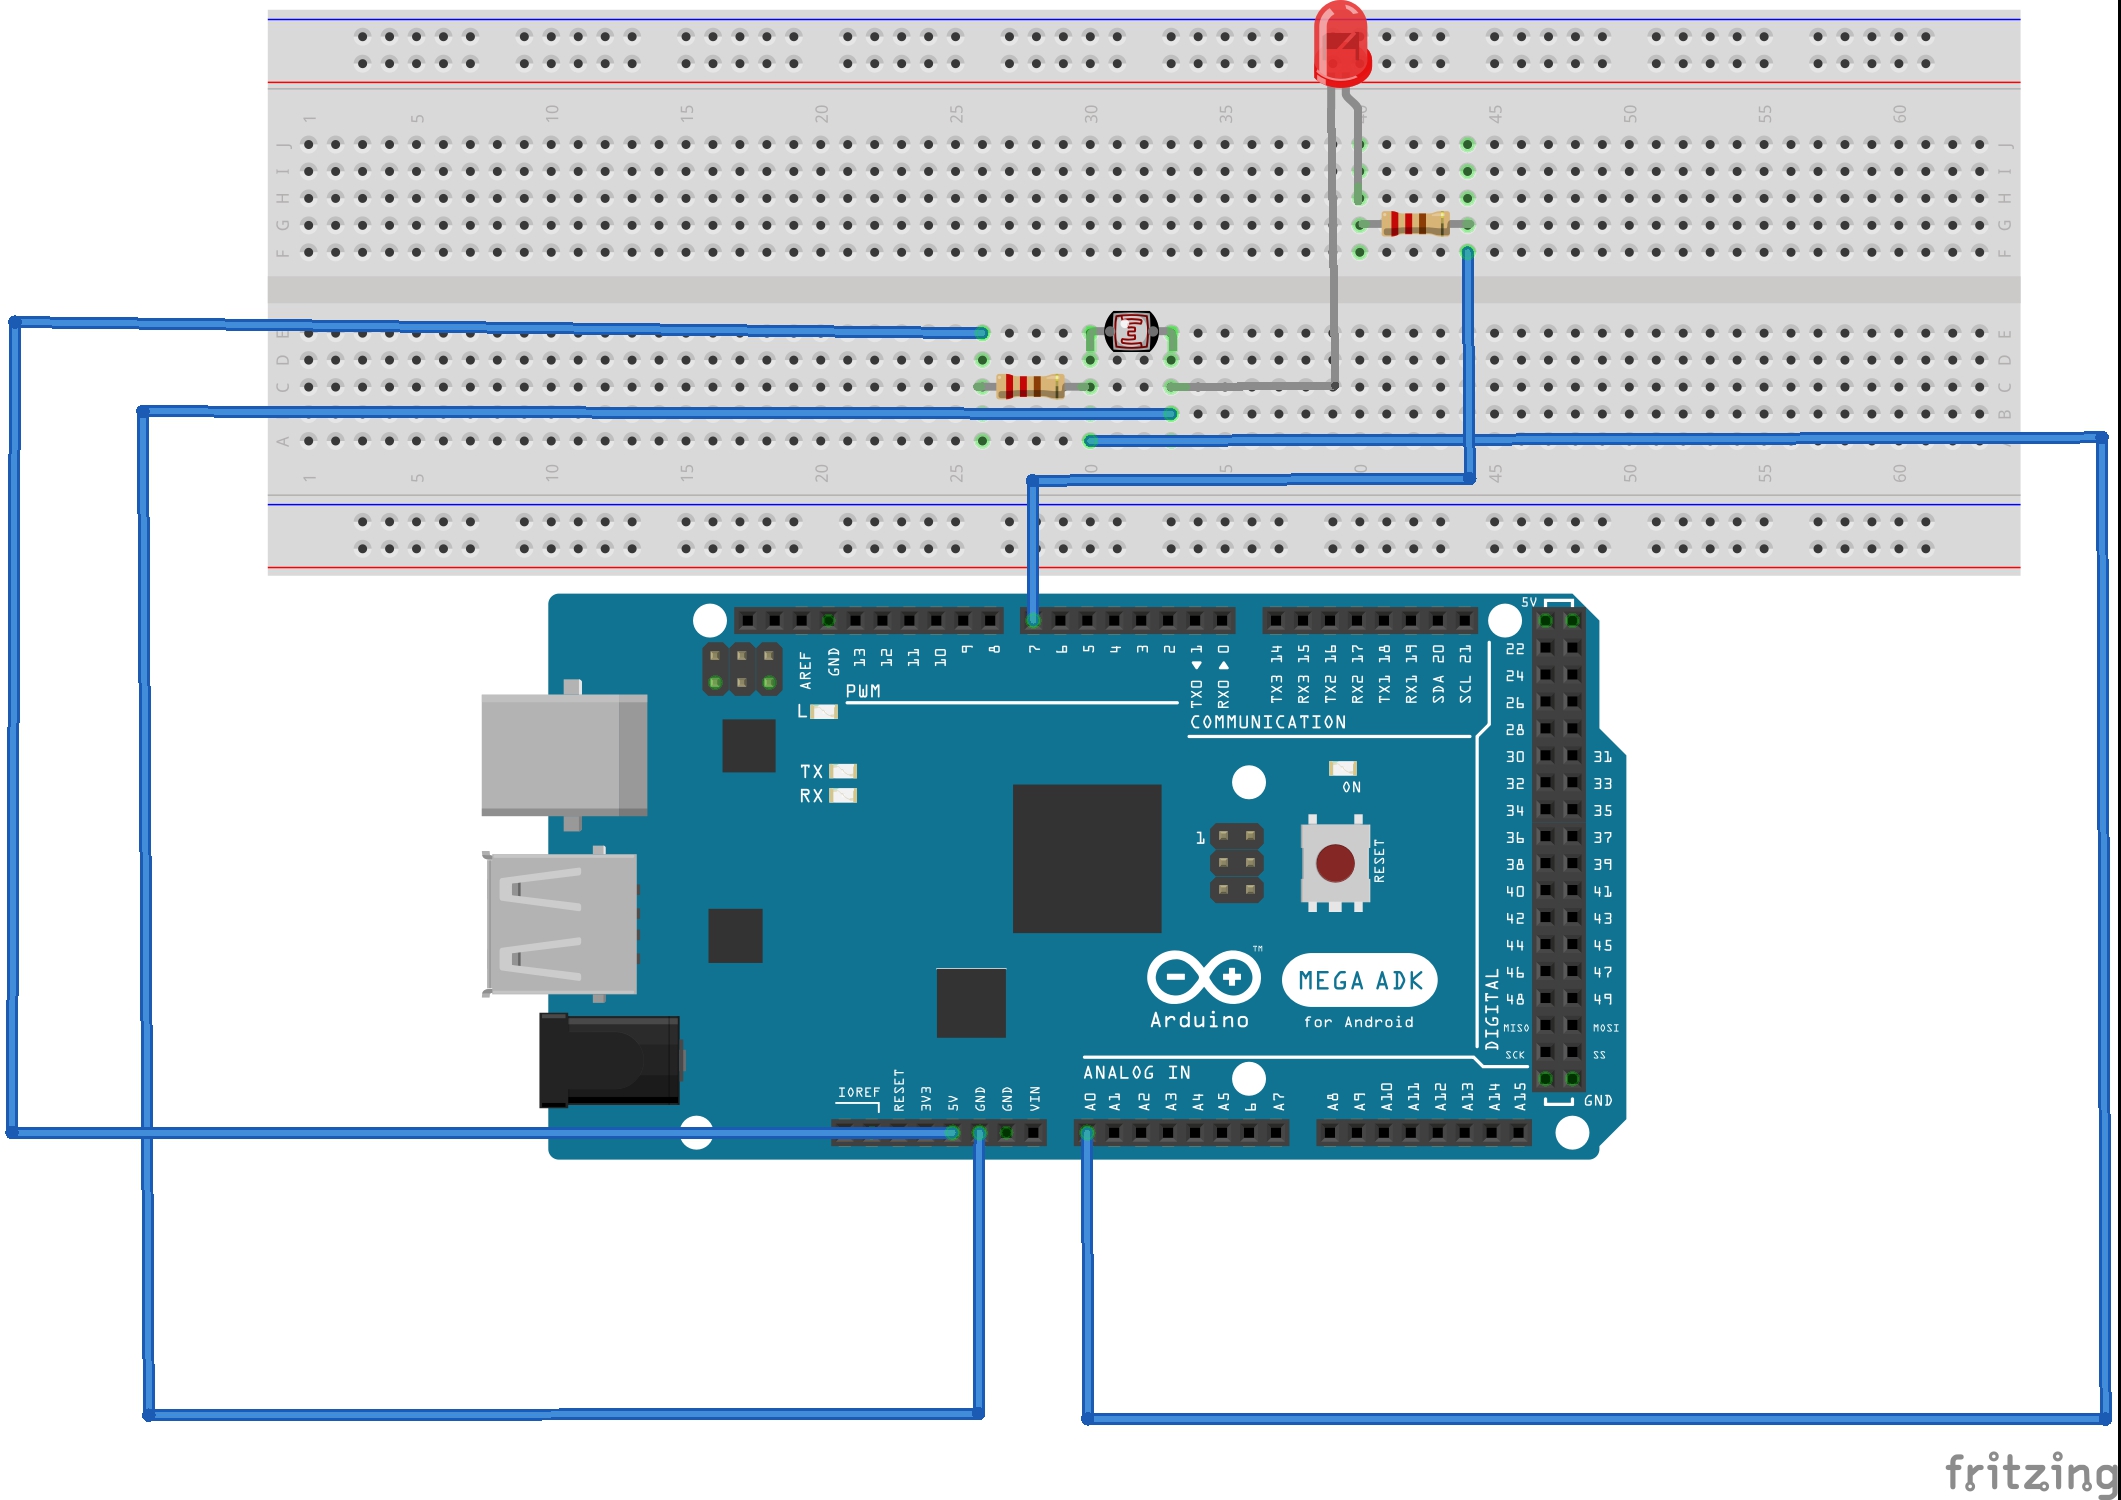 1 5 10 15 20 25 30 35 40 45 50 55 60
J J
I I
H H
G G
F F
E E
D D
C C
B
A
1 5 10 15 20 25 30 35 40 45 50 55 60
5V
AREF GND 13 12 11 10 9 8 7 6 5 4 3 2 TX0 1 RX0 0 TX3 14 RX3 15 TX2 16 RX2 17 TX1 18 RX1 19 SDA 20 SCL 21
PWM
COMMUNICATION
L
TX
RX
ON
1
RESET
22
24
26
28
30 31
32 33
34 35
36 37
38 39
40 41
42 43
44 45
46 47
48 49
MISO MOSI
SCK SS
GND
DIGITAL
TM
Arduino
MEGA ADK
for Android
ANALOG IN
IOREF RESET 3V3 5V GND GND VIN A0 A1 A2 A3 A4 A5 6 A7 A8 A9 A10 A11 A12 A13 A14 A15
fritzing